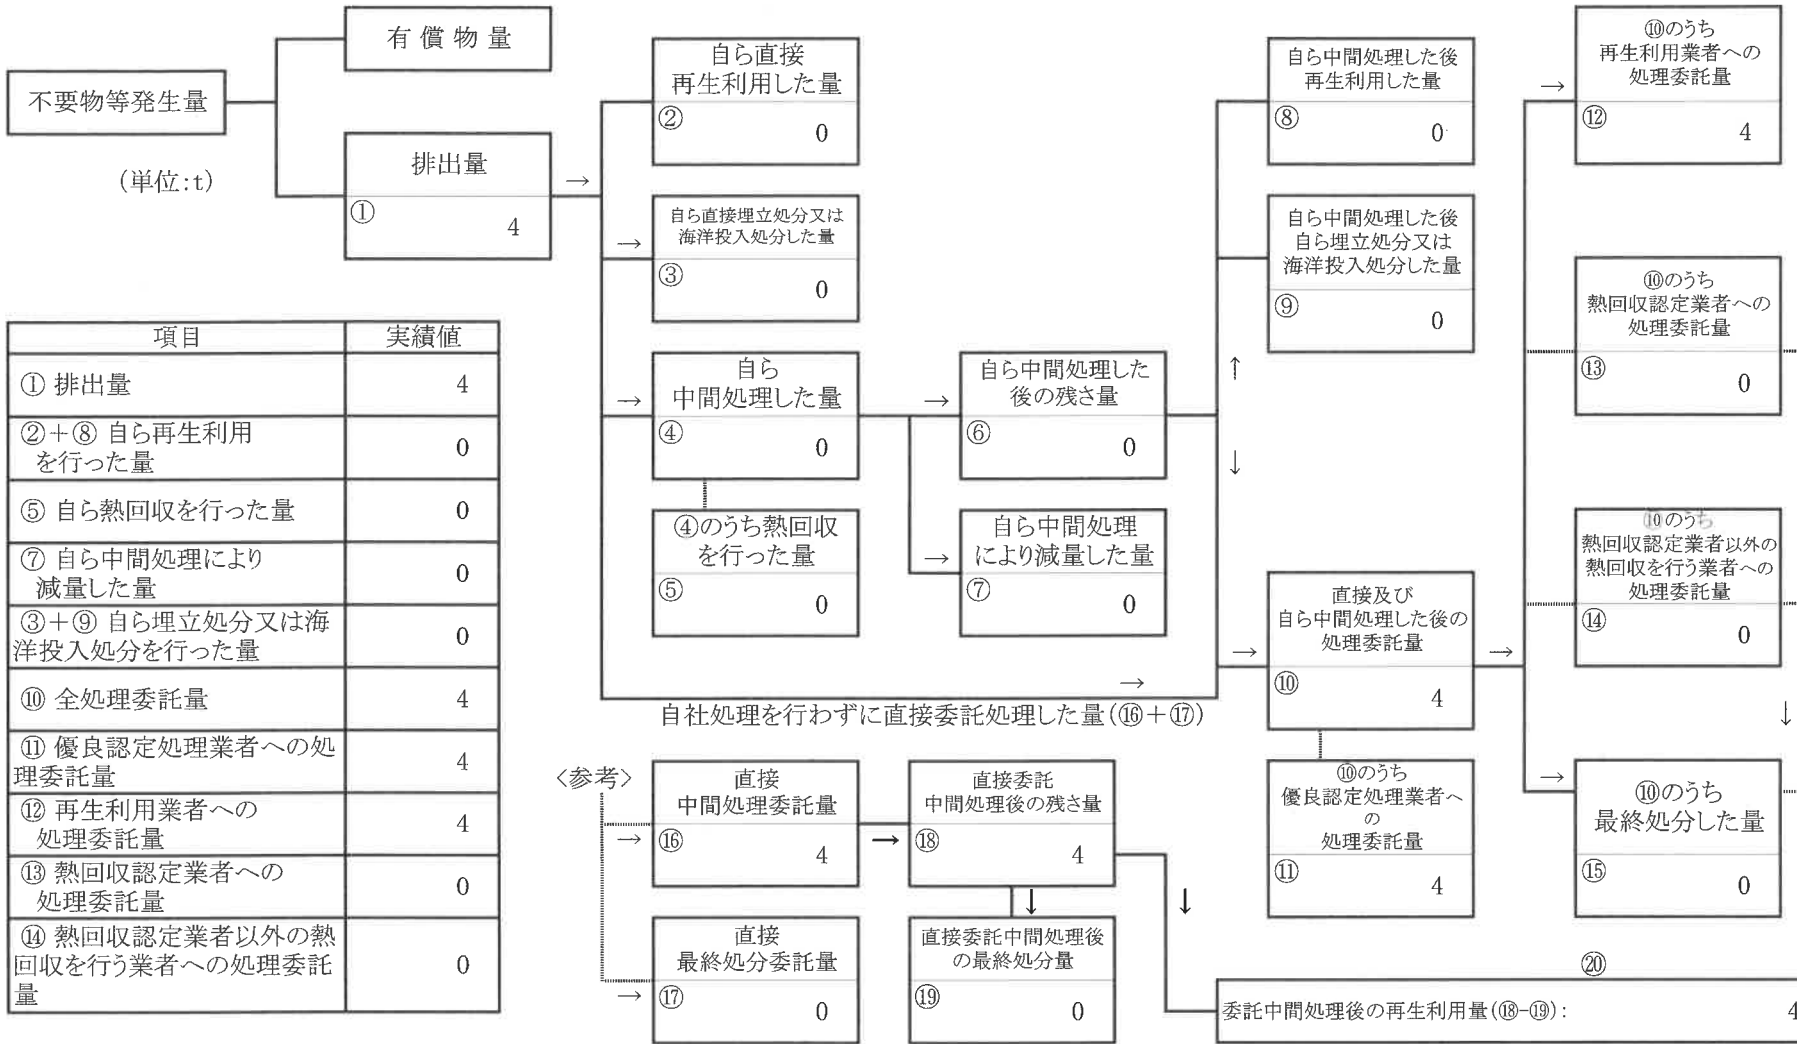 不要物等発生量
(単位:t)
有 償 物 量
排出量
①
4
→
自ら直接
再生利用した量
②
0
→
自ら直接埋立処分又は
海洋投入処分した量
③
0
→
自ら
中間処理した量
④
0
④のうち熱回収
を行った量
⑤
0
→
自ら中間処理した
後の残さ量
⑥
0
→
自ら中間処理
により減量した量
⑦
0
↑
↓
自ら中間処理した後
再生利用した量
⑧
0
自ら中間処理した後
自ら埋立処分又は
海洋投入処分した量
⑨
0
→
自社処理を行わずに直接委託処理した量(⑯+⑰)
→
直接及び
自ら中間処理した後の
処理委託量
⑩
4
→
⑩のうち
優良認定処理業者へ
の
処理委託量
⑪
4
→
⑩のうち
再生利用業者への
処理委託量
⑫
4
⑩のうち
熱回収認定業者への
処理委託量
⑬
0
⑩のうち
熱回収認定業者以外の
熱回収を行う業者への
処理委託量
⑭
0
↓
→
⑩のうち
最終処分した量
⑮
0
項目 実績値
① 排出量 4
②+⑧ 自ら再生利用
を行った量 0
⑤ 自ら熱回収を行った量 0
⑦ 自ら中間処理により
減量した量 0
③+⑨ 自ら埋立処分又は海
洋投入処分を行った量 0
⑩ 全処理委託量 4
⑪ 優良認定処理業者への処
理委託量 4
⑫ 再生利用業者への
処理委託量 4
⑬ 熱回収認定業者への
処理委託量 0
⑭ 熱回収認定業者以外の熱
回収を行う業者への処理委託
量 0
<参考>
→
直接
中間処理委託量
⑯
4
→
直接委託
中間処理後の残さ量
⑱
4
↓
→
直接
最終処分委託量
⑰
0
直接委託中間処理後
の最終処分量
⑲
0
↓
⑳
委託中間処理後の再生利用量(⑱-⑲): 4